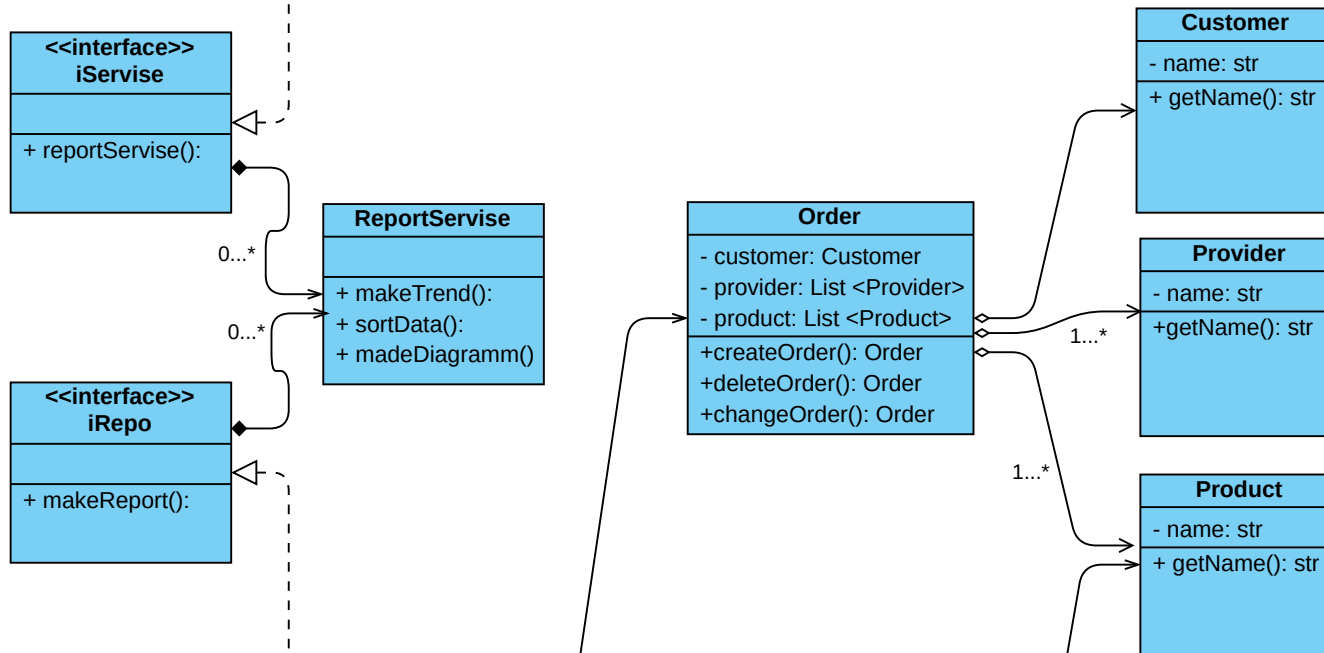 <<interface>>
iServise
+ reportServise():
0...*
ReportServise
+ makeTrend():
+ sortData():
+ madeDiagramm()
0...*
<<interface>>
iRepo
+ makeReport():
Order
- customer: Customer
- provider: List <Provider>
- product: List <Product>
+createOrder(): Order
+deleteOrder(): Order
+changeOrder(): Order
Customer
- name: str
+ getName(): str
Provider
- name: str
+getName(): str
1...*
1...*
Product
- name: str
+ getName(): str